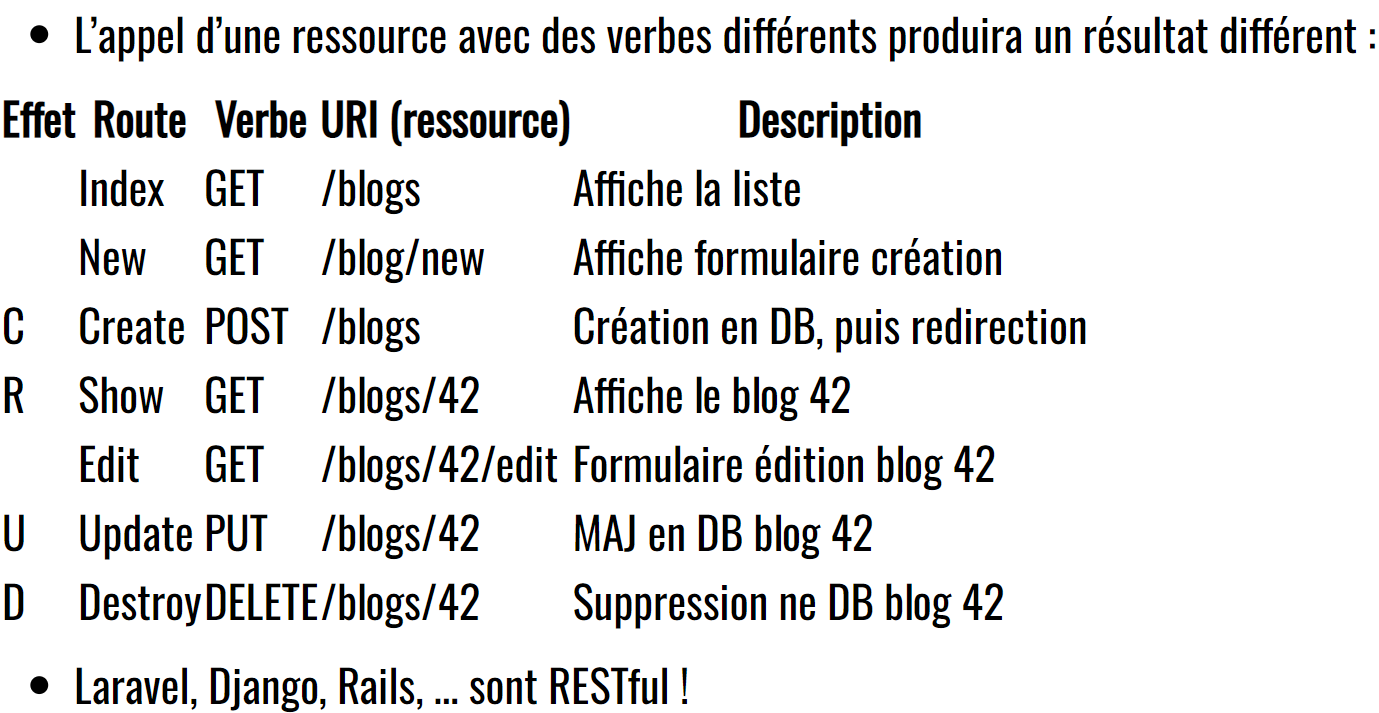 • L'appel d'une ressource avec des verbes différents produira un résultat différent :
Effet Route Verbe URI (ressource) Description
Index GET /blogs Affiche la liste
New GET /blog/new Affiche formulaire création
C Create POST /blogs Création en DB, puis redirection
R Show GET /blogs/42 Affiche le blog 42
Edit GET /blogs/42/edit Formulaire édition blog 42
U Update PUT /blogs/42 MAJ en DB blog 42
D Destroy DELETE /blogs/42 Suppression ne DB blog 42
• Laravel, Django, Rails, ... sont RESTful !